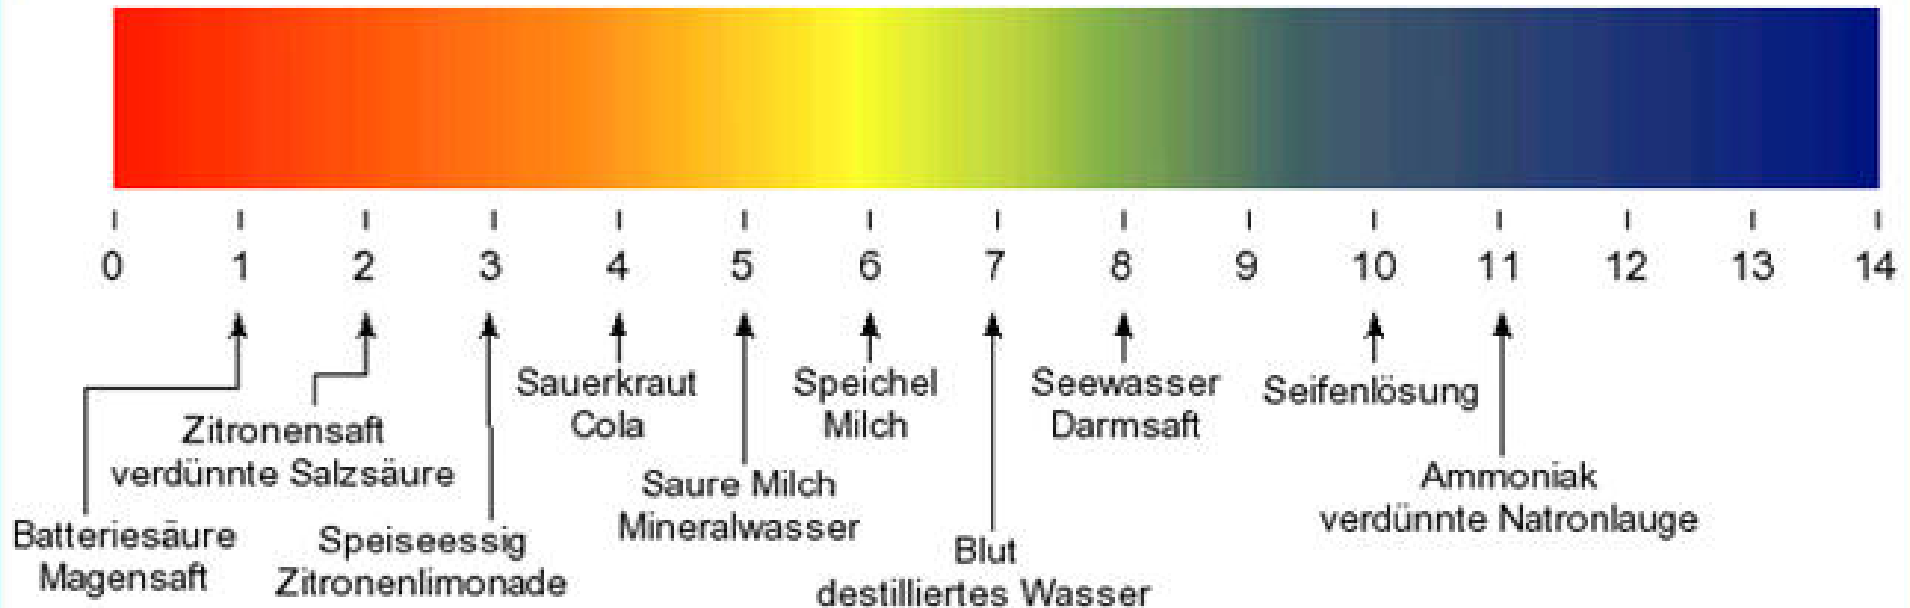 0 1 2 3 4 5 6 7 8 9 10 11 12 13 14
Batteriesäure
Magensaft
Zitronensaft
verdünnte Salzsäure
Speiseessig
Zitronenlimonade
Sauerkraut
Cola
Saure Milch
Mineralwasser
Speichel
Milch
Blut
destilliertes Wasser
Seewasser
Darmsaft
Seifenlösung
Ammoniak
verdünnte Natronlauge